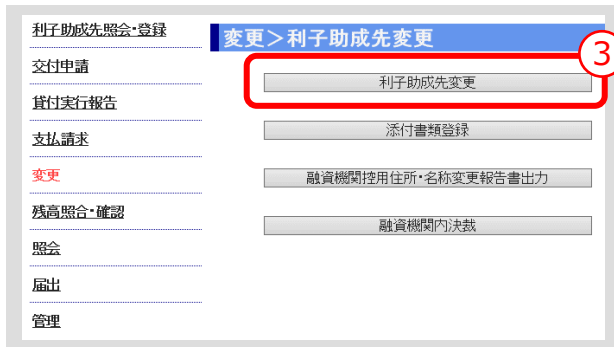 利子助成先照会・登録
交付申請
貸付実行報告
支払請求
変更
残高照合・確認
照会
届出
管理
変更＞利子助成先変更
3
利子助成先変更
添付書類登録
融資機関控用住所・名称変更報告書出力
融資機関内決裁